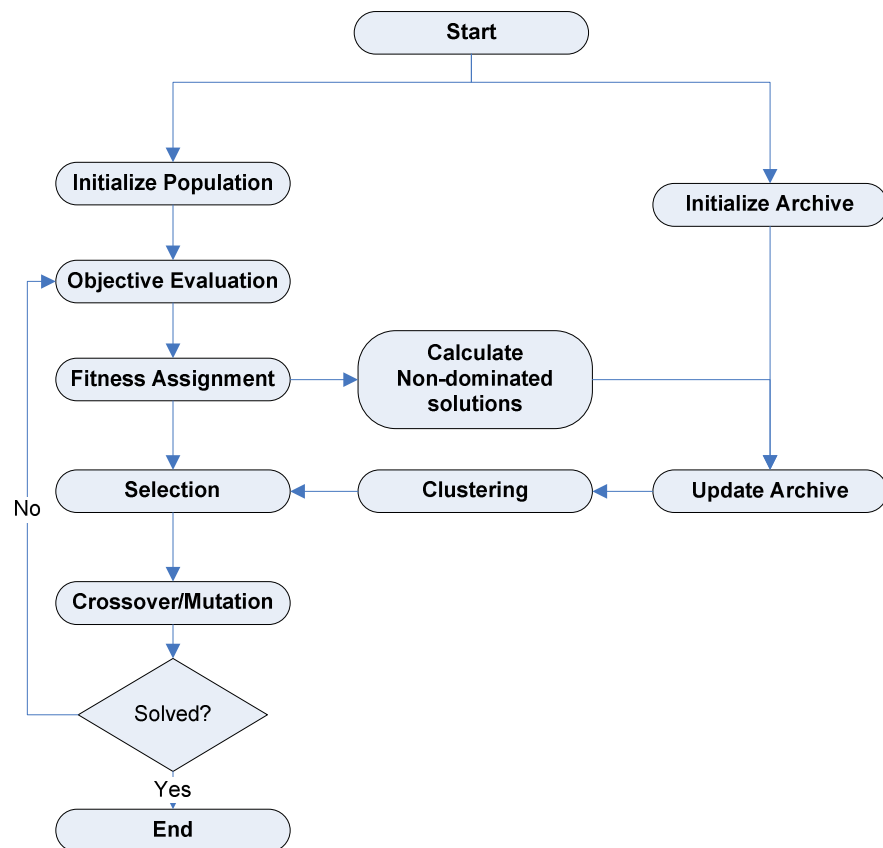 Start
Initialize Population
Initialize Archive
Objective Evaluation
Fitness Assignment
Calculate
Non-dominated
solutions
Selection
Clustering
Update Archive
No
Crossover/Mutation
Solved?
Yes
End